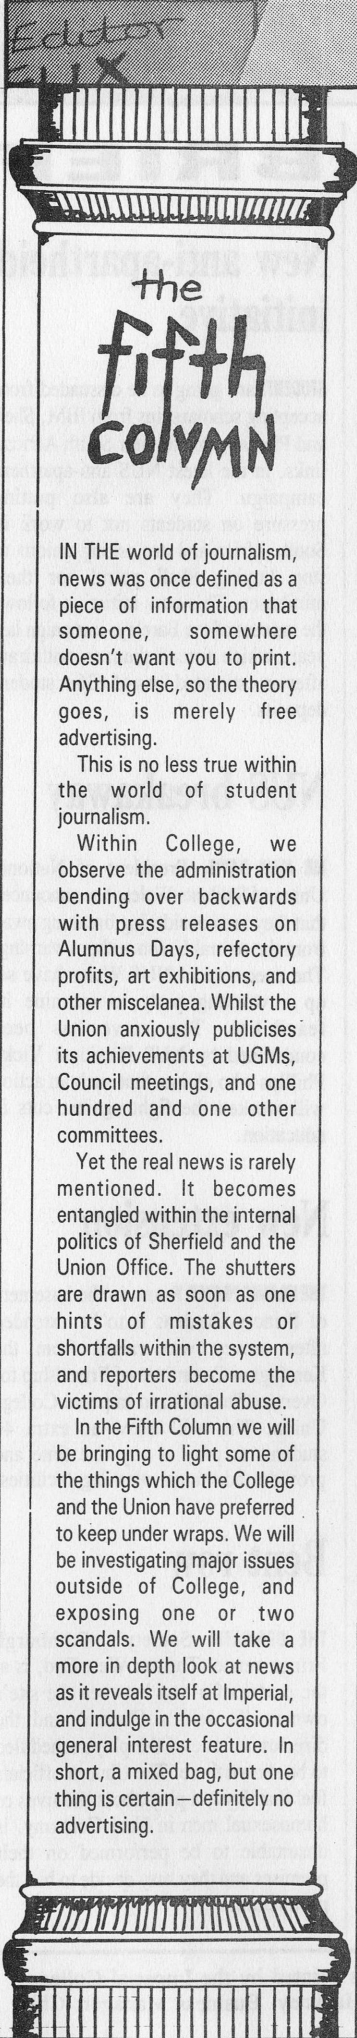 Editor
FELIX
the
fifth
COLUMN
IN THE world of journalism,
news was once defined as a
piece of information that
someone, somewhere
doesn't want you to print.
Anything else, so the theory
goes, is merely free
advertising.
This is no less true within
the world of student
journalism.
Within College, we
observe the administration
bending over backwards
with press releases on
Alumnus Days, refectory
profits, art exhibitions and
other miscelanea. Whilst the
Union anxiously publicises
its achievements at UGMs,
Council meetings, and one
hundred and one other
committees.
Yet the real news is rarely
mentioned. It becomes
entangled within the internal
politics of Sherfield and the
Union Office. The shutters
are drawn as soon as one
hints of mistakes or
shortfalls within the system,
and reporters become the
victims of irrational abuse.
In the Fifth Column we will
be bringing to light some of
the things which the College
and the Union have preferred
to keep under wraps. We will
be investigating major issues
outside of College, and
exposing one or two
scandals. We will take a
more in depth look at news
as it reveals itself at Imperial,
and indulge in the occasional
general interest feature. In
short, a mixed bag, but one
thing is certain—definitely no
advertising.